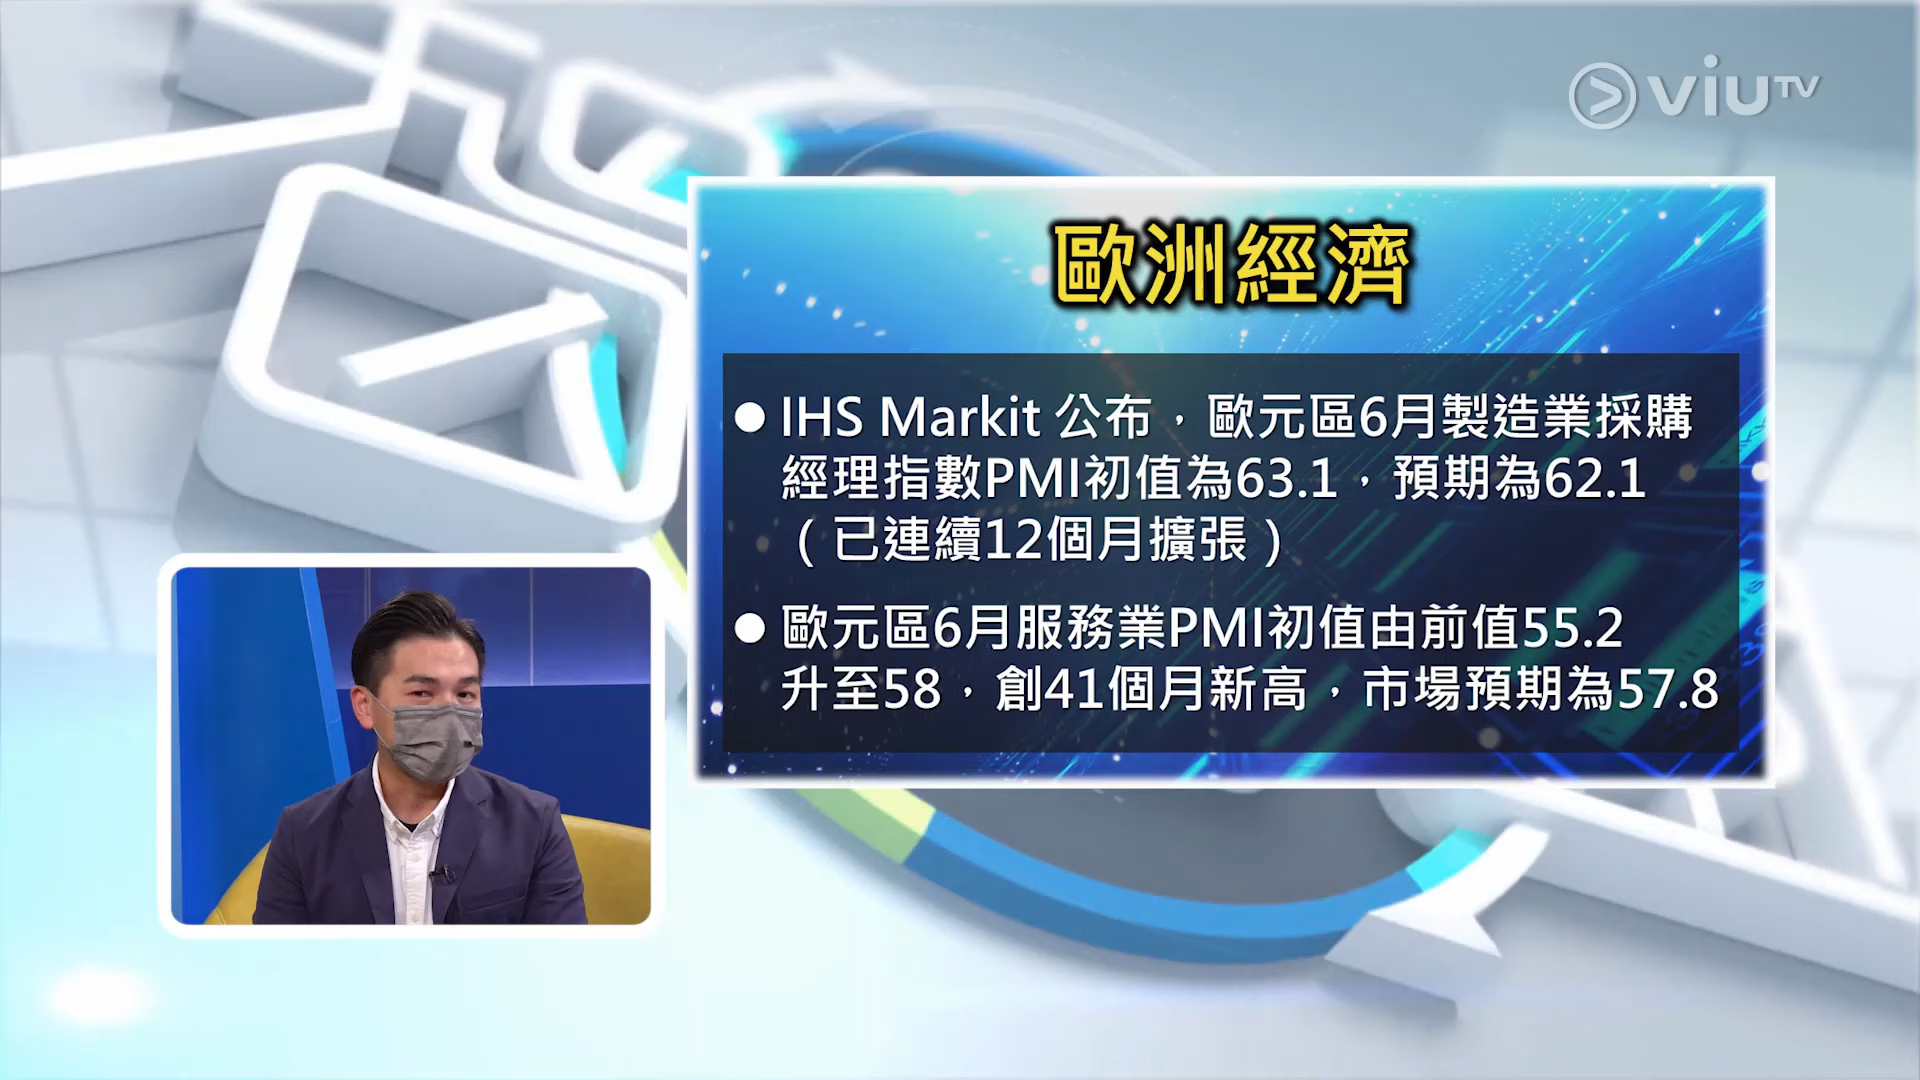 viuTV
歐洲經濟
● IHS Markit 公布，歐元區6月製造業採購
經理指數PMI初值為63.1，預期為62.1
（已連續12個月擴張）
● 歐元區6月服務業PMI初值由前值55.2
升至58，創41個月新高，市場預期為57.8